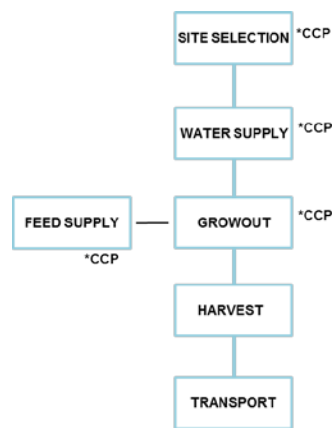 SITE SELECTION *CCP
WATER SUPPLY *CCP
FEED SUPPLY GROWOUT *CCP
*CCP
HARVEST
TRANSPORT